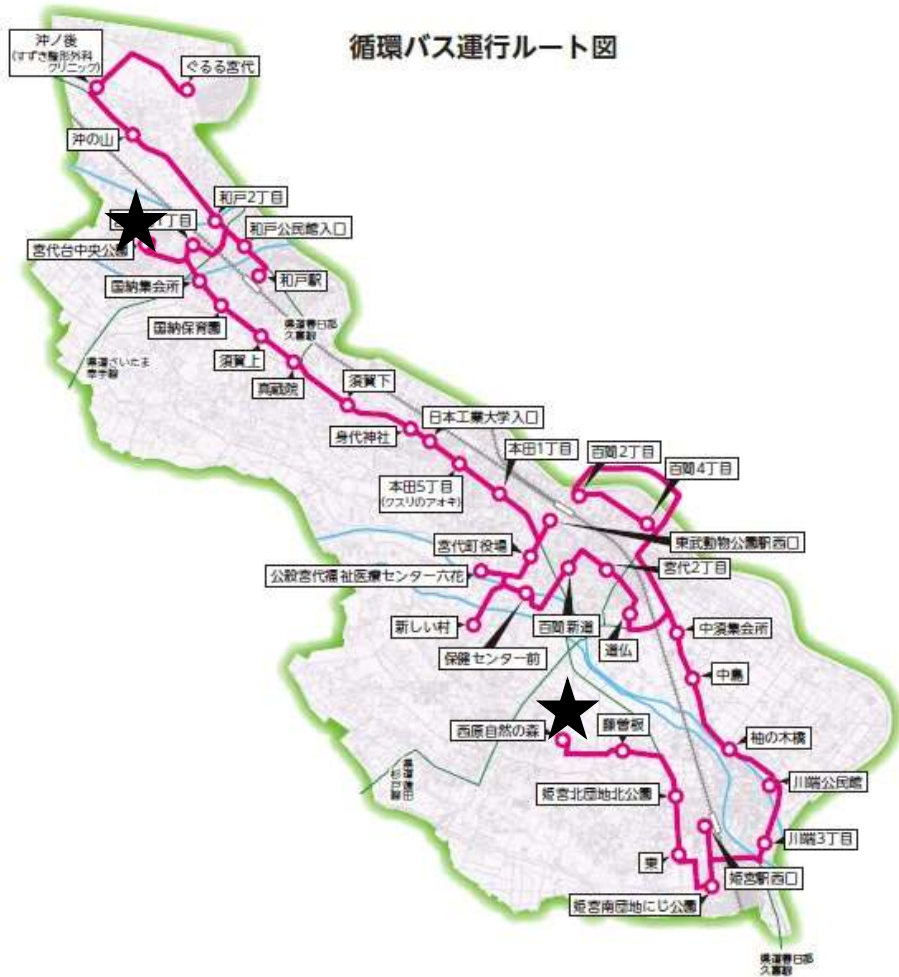 循環バス運行ルート図
沖ノ後
(すずき整形外科
クリニック)
ぐるる宮代
沖の山
和戸2丁目
1丁目
和戸公民館入口
宮代台中央公園
国納集会所
和戸駅
国納保育園
県道春日部
久喜線
須賀上
県道さいたま
幸手線
真蔵院
須賀下
身代神社
日本工業大学入口
本田1丁目
百間2丁目
百間4丁目
本田5丁目
(クスリのアオキ)
東武動物公園駅西口
宮代町役場
公設宮代福祉医療センター六花
宮代2丁目
新しい村
百間新道
道仏
中須集会所
保健センター前
中島
西原自然の森
袖の木橋
川端公民館
姫宮北団地北公園
川端3丁目
東
姫宮駅西口
姫宮南団地にじ公園
県道春日部
久喜線